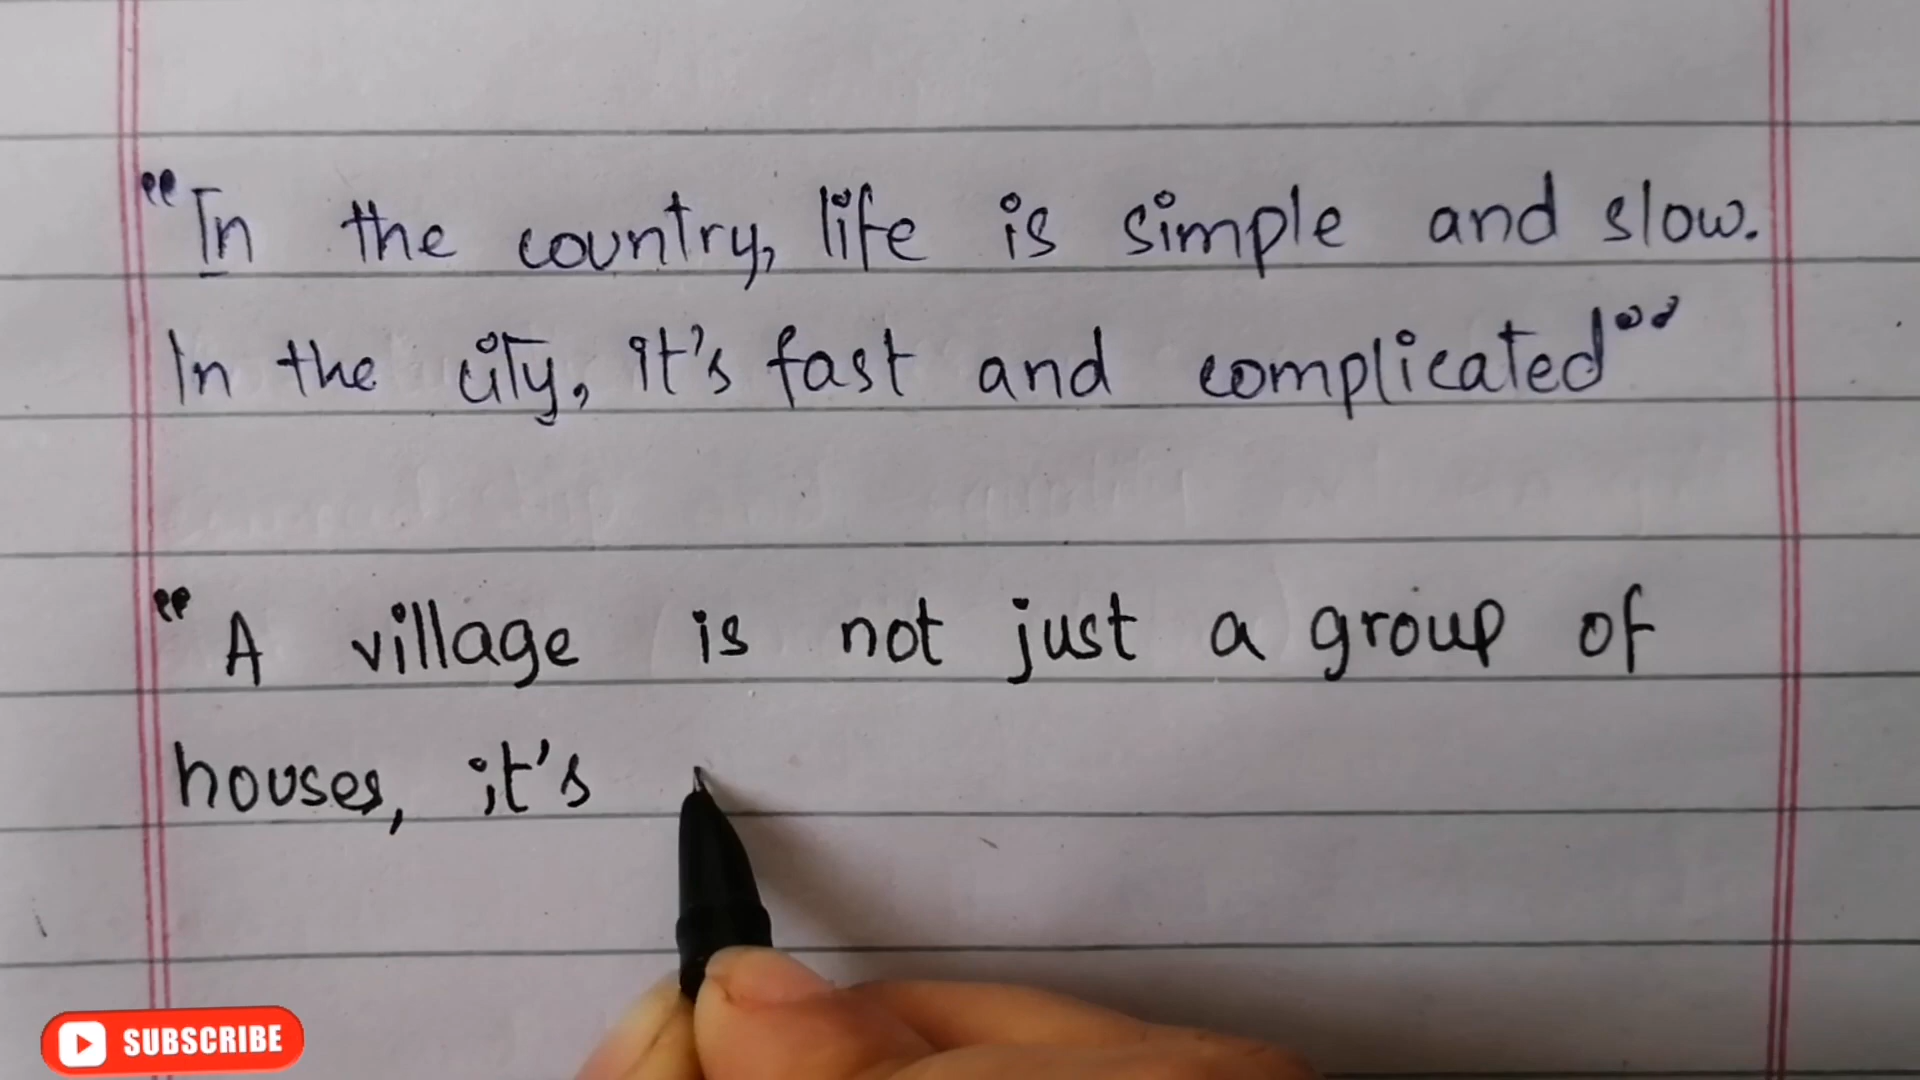 "In the country, life is simple and slow.
In the city, it's fast and complicated"
"A village is not just a group of
houses, it's
SUBSCRIBE